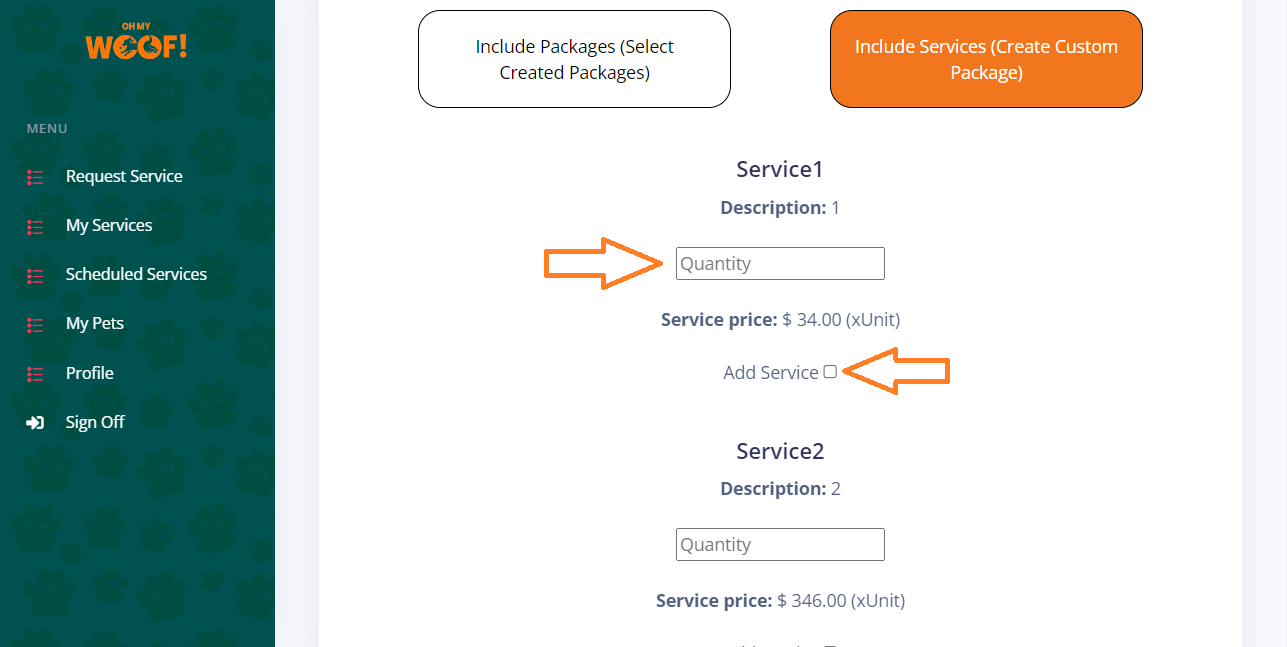 OH MY
WOOF!
MENU
Request Service
My Services
Scheduled Services
My Pets
Profile
Sign Off
Include Packages (Select
Created Packages)
Include Services (Create Custom
Package)
Service1
Description: 1
Quantity
Service price: $ 34.00 (xUnit)
Add Service
Service2
Description: 2
Quantity
Service price: $ 346.00 (xUnit)